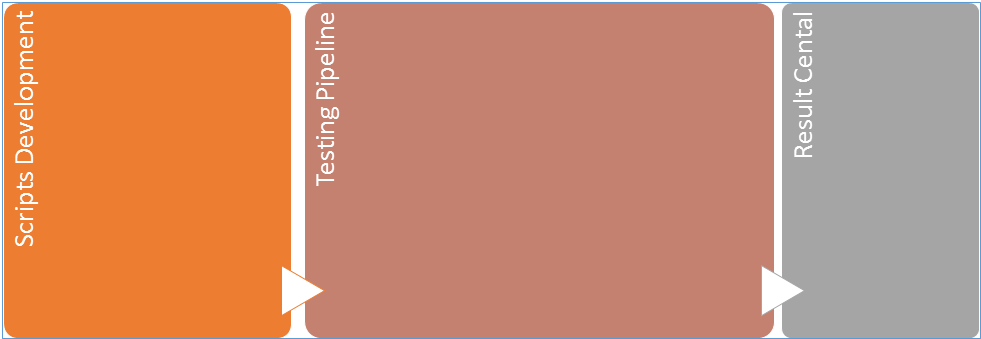 Scripts Development
Testing Pipeline
Result Cental